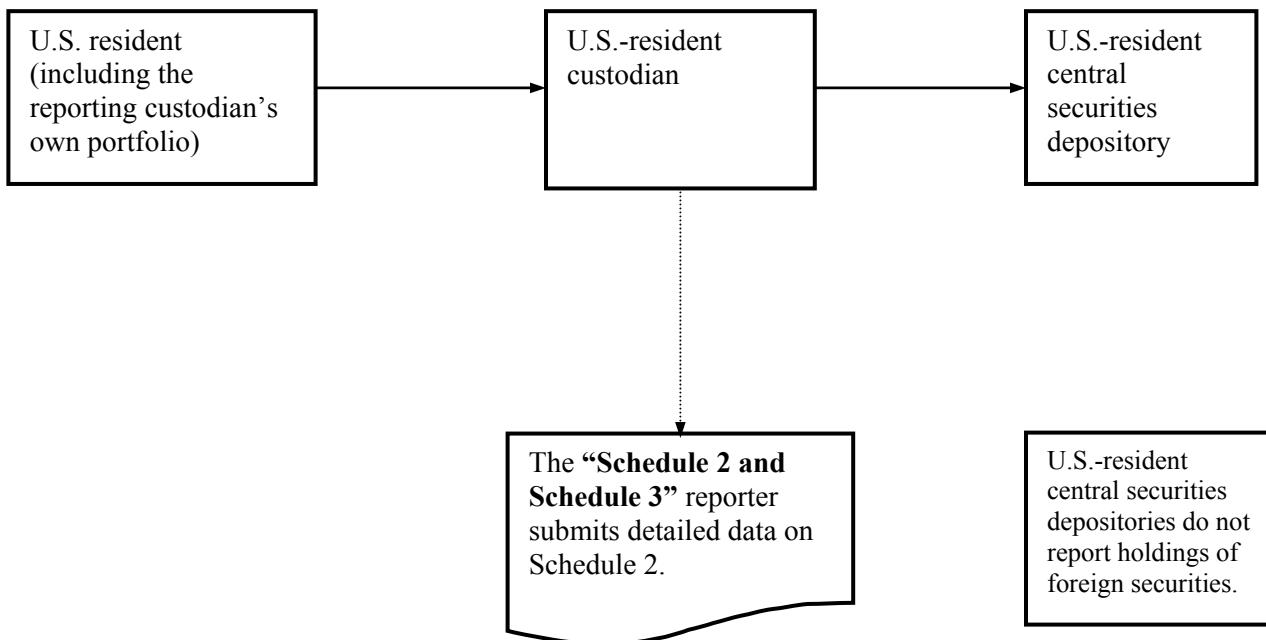 U.S. resident
(including the
reporting custodian’s
own portfolio)
U.S.-resident
custodian
U.S.-resident
central
securities
depository
The “Schedule 2 and
Schedule 3” reporter
submits detailed data on
Schedule 2.
U.S.-resident
central securities
depositories do not
report holdings of
foreign securities.